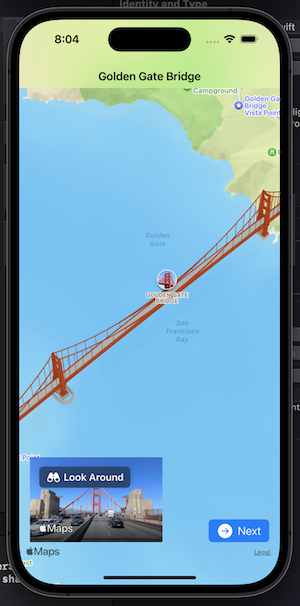 Identity and Type
8:04
Golden Gate Bridge
Campground
Golden Gate
Bridge
Vista Point
Golden
Gate
GOLDEN GATE
BRIDGE
San
Francisco
Bay
Look Around
Maps
Next
Maps
Legal